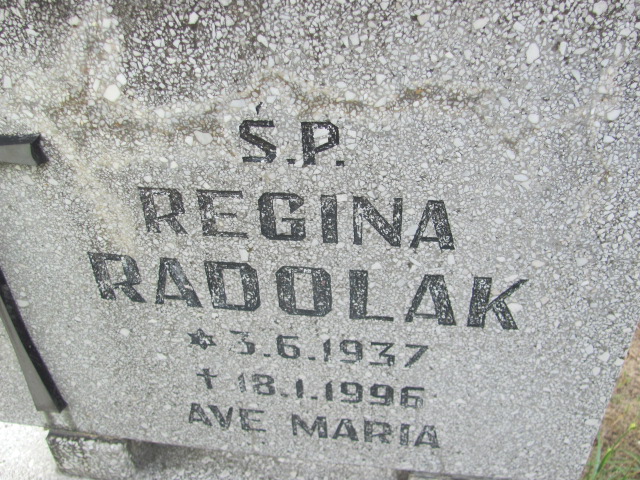 Ś.P.
REGINA
RADOLAK
* 3.6.1937
† 18.1.1996
AVE MARIA